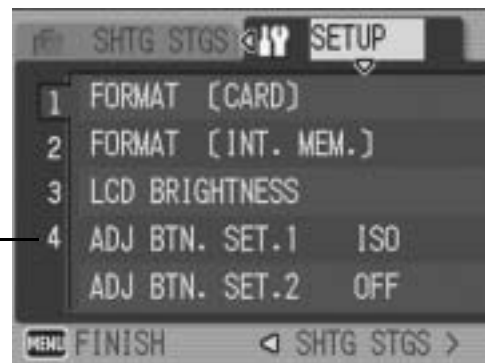 SHTG STGS SETUP
1 FORMAT [CARD]
2 FORMAT [INT. MEM.]
3 LCD BRIGHTNESS
4 ADJ BTN. SET.1 ISO
ADJ BTN. SET.2 OFF
MENU FINISH SHTG STGS >